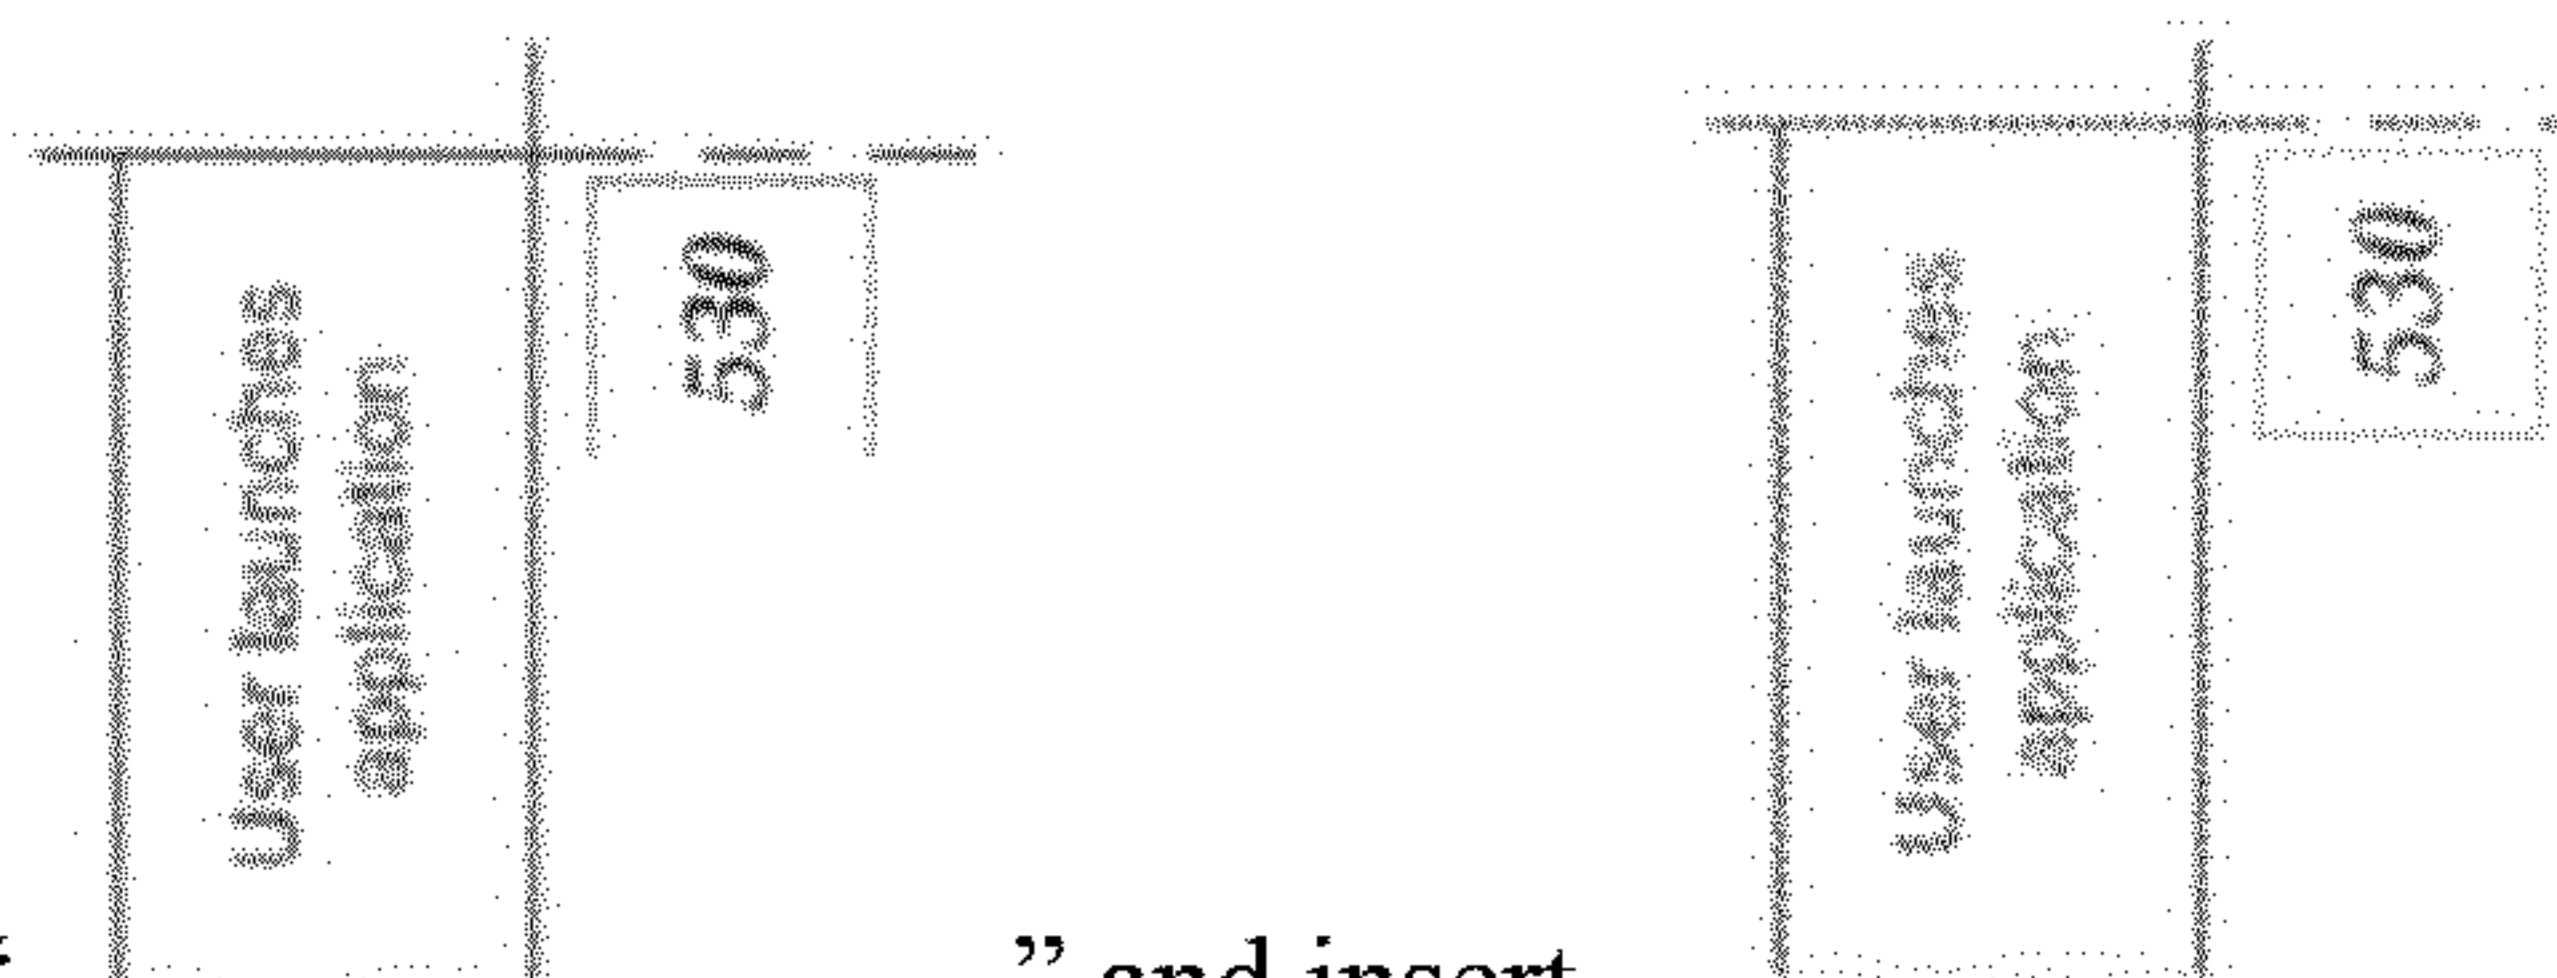 User launches
application
530
” and insert
User launches
application
530